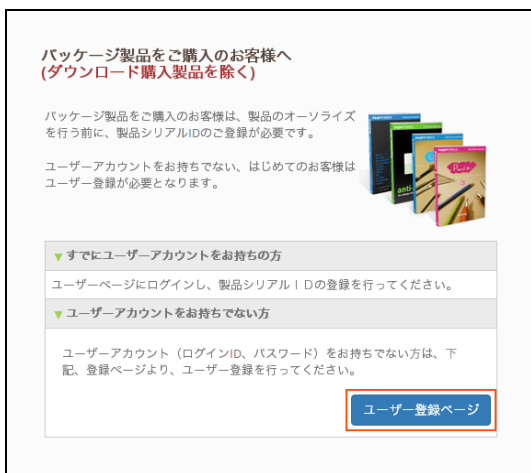 パッケージ製品をご購入のお客様へ
(ダウンロード購入製品を除く)
パッケージ製品をご購入のお客様は、製品のオーソライズ
を行う前に、製品シリアルIDのご登録が必要です。
ユーザーアカウントをお持ちでない、はじめてのお客様は
ユーザー登録が必要となります。
▼すでにユーザーアカウントをお持ちの方
ユーザーページにログインし、製品シリアルＩＤの登録を行ってください。
▼ユーザーアカウントをお持ちでない方
ユーザーアカウント（ログインID、パスワード）をお持ちでない方は、下
記、登録ページより、ユーザー登録を行ってください。
ユーザー登録ページ